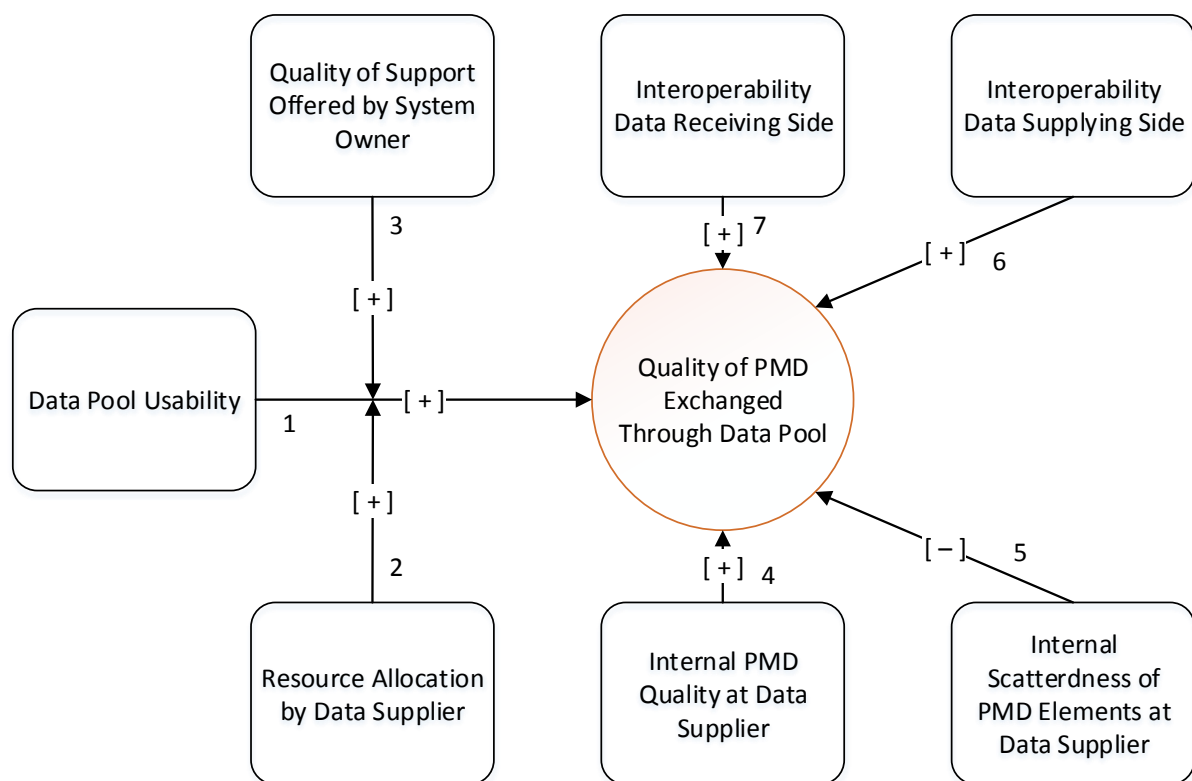 Quality of Support
Offered by System
Owner
Interoperability
Data Receiving Side
Interoperability
Data Supplying Side
3
[ + ]
7
[ + ]
6
[ + ]
Data Pool Usability
1
[ + ]
Quality of PMD
Exchanged
Through Data Pool
[ + ]
2
[ + ]
4
[ – ]
5
Resource Allocation
by Data Supplier
Internal PMD
Quality at Data
Supplier
Internal
Scatterdness of
PMD Elements at
Data Supplier